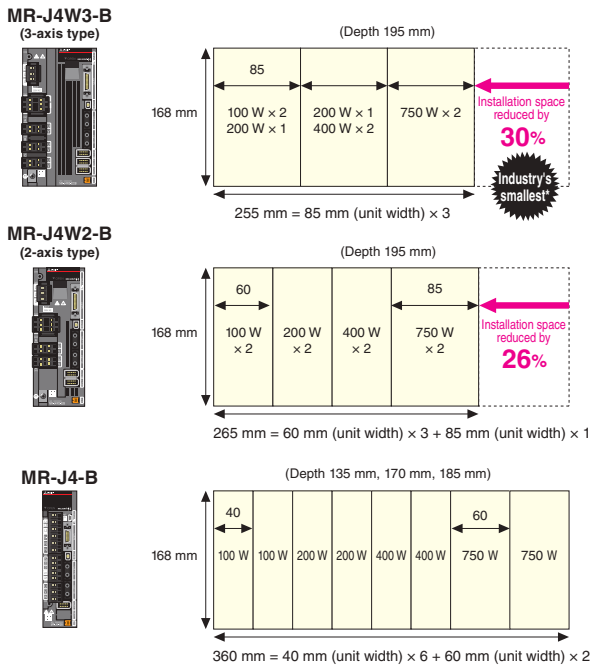 MR-J4W3-B
(3-axis type)
(Depth 195 mm)
168 mm
85
100 W × 2
200 W × 1
200 W × 1
400 W × 2
750 W × 2
Installation space
reduced by
30%
Industry's
smallest*
255 mm = 85 mm (unit width) × 3
MR-J4W2-B
(2-axis type)
(Depth 195 mm)
168 mm
60
85
100 W
× 2
200 W
× 2
400 W
× 2
750 W
× 2
Installation space
reduced by
26%
265 mm = 60 mm (unit width) × 3 + 85 mm (unit width) × 1
MR-J4-B
(Depth 135 mm, 170 mm, 185 mm)
168 mm
40
60
100 W
100 W
200 W
200 W
400 W
400 W
750 W
750 W
360 mm = 40 mm (unit width) × 6 + 60 mm (unit width) × 2